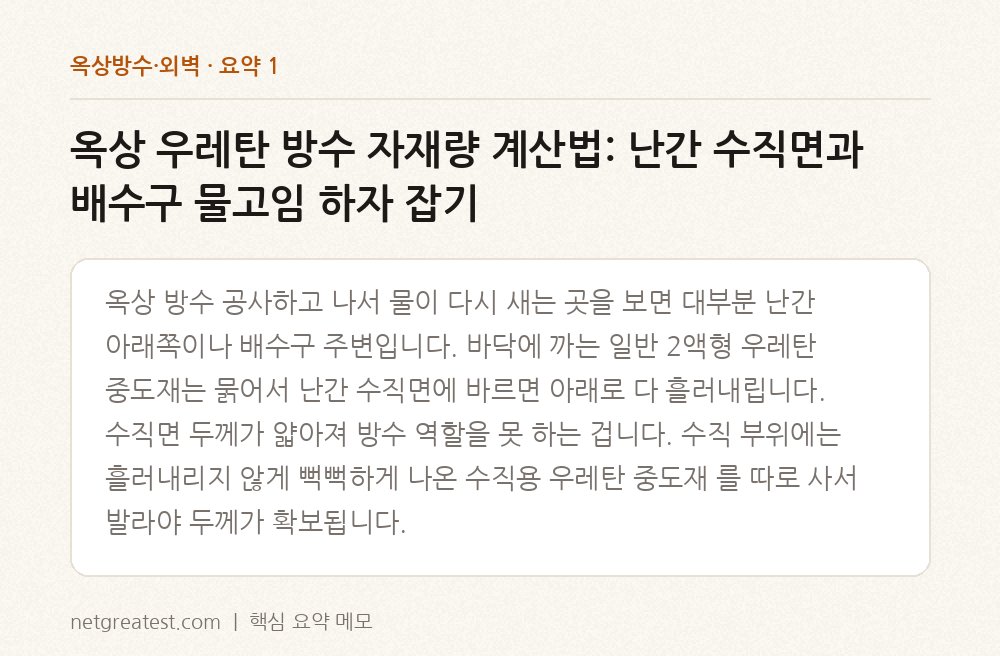 옥상방수·외벽 · 요약 1
옥상 우레탄 방수 자재량 계산법: 난간 수직면과
배수구 물고임 하자 잡기
옥상 방수 공사하고 나서 물이 다시 새는 곳을 보면 대부분 난간
아래쪽이나 배수구 주변입니다. 바닥에 까는 일반 2액형 우레탄
중도재는 묽어서 난간 수직면에 바르면 아래로 다 흘러내립니다.
수직면 두께가 얇아져 방수 역할을 못 하는 겁니다. 수직 부위에는
흘러내리지 않게 뻑뻑하게 나온 수직용 우레탄 중도재 를 따로 사서
발라야 두께가 확보됩니다.
netgreatest.com | 핵심 요약 메모